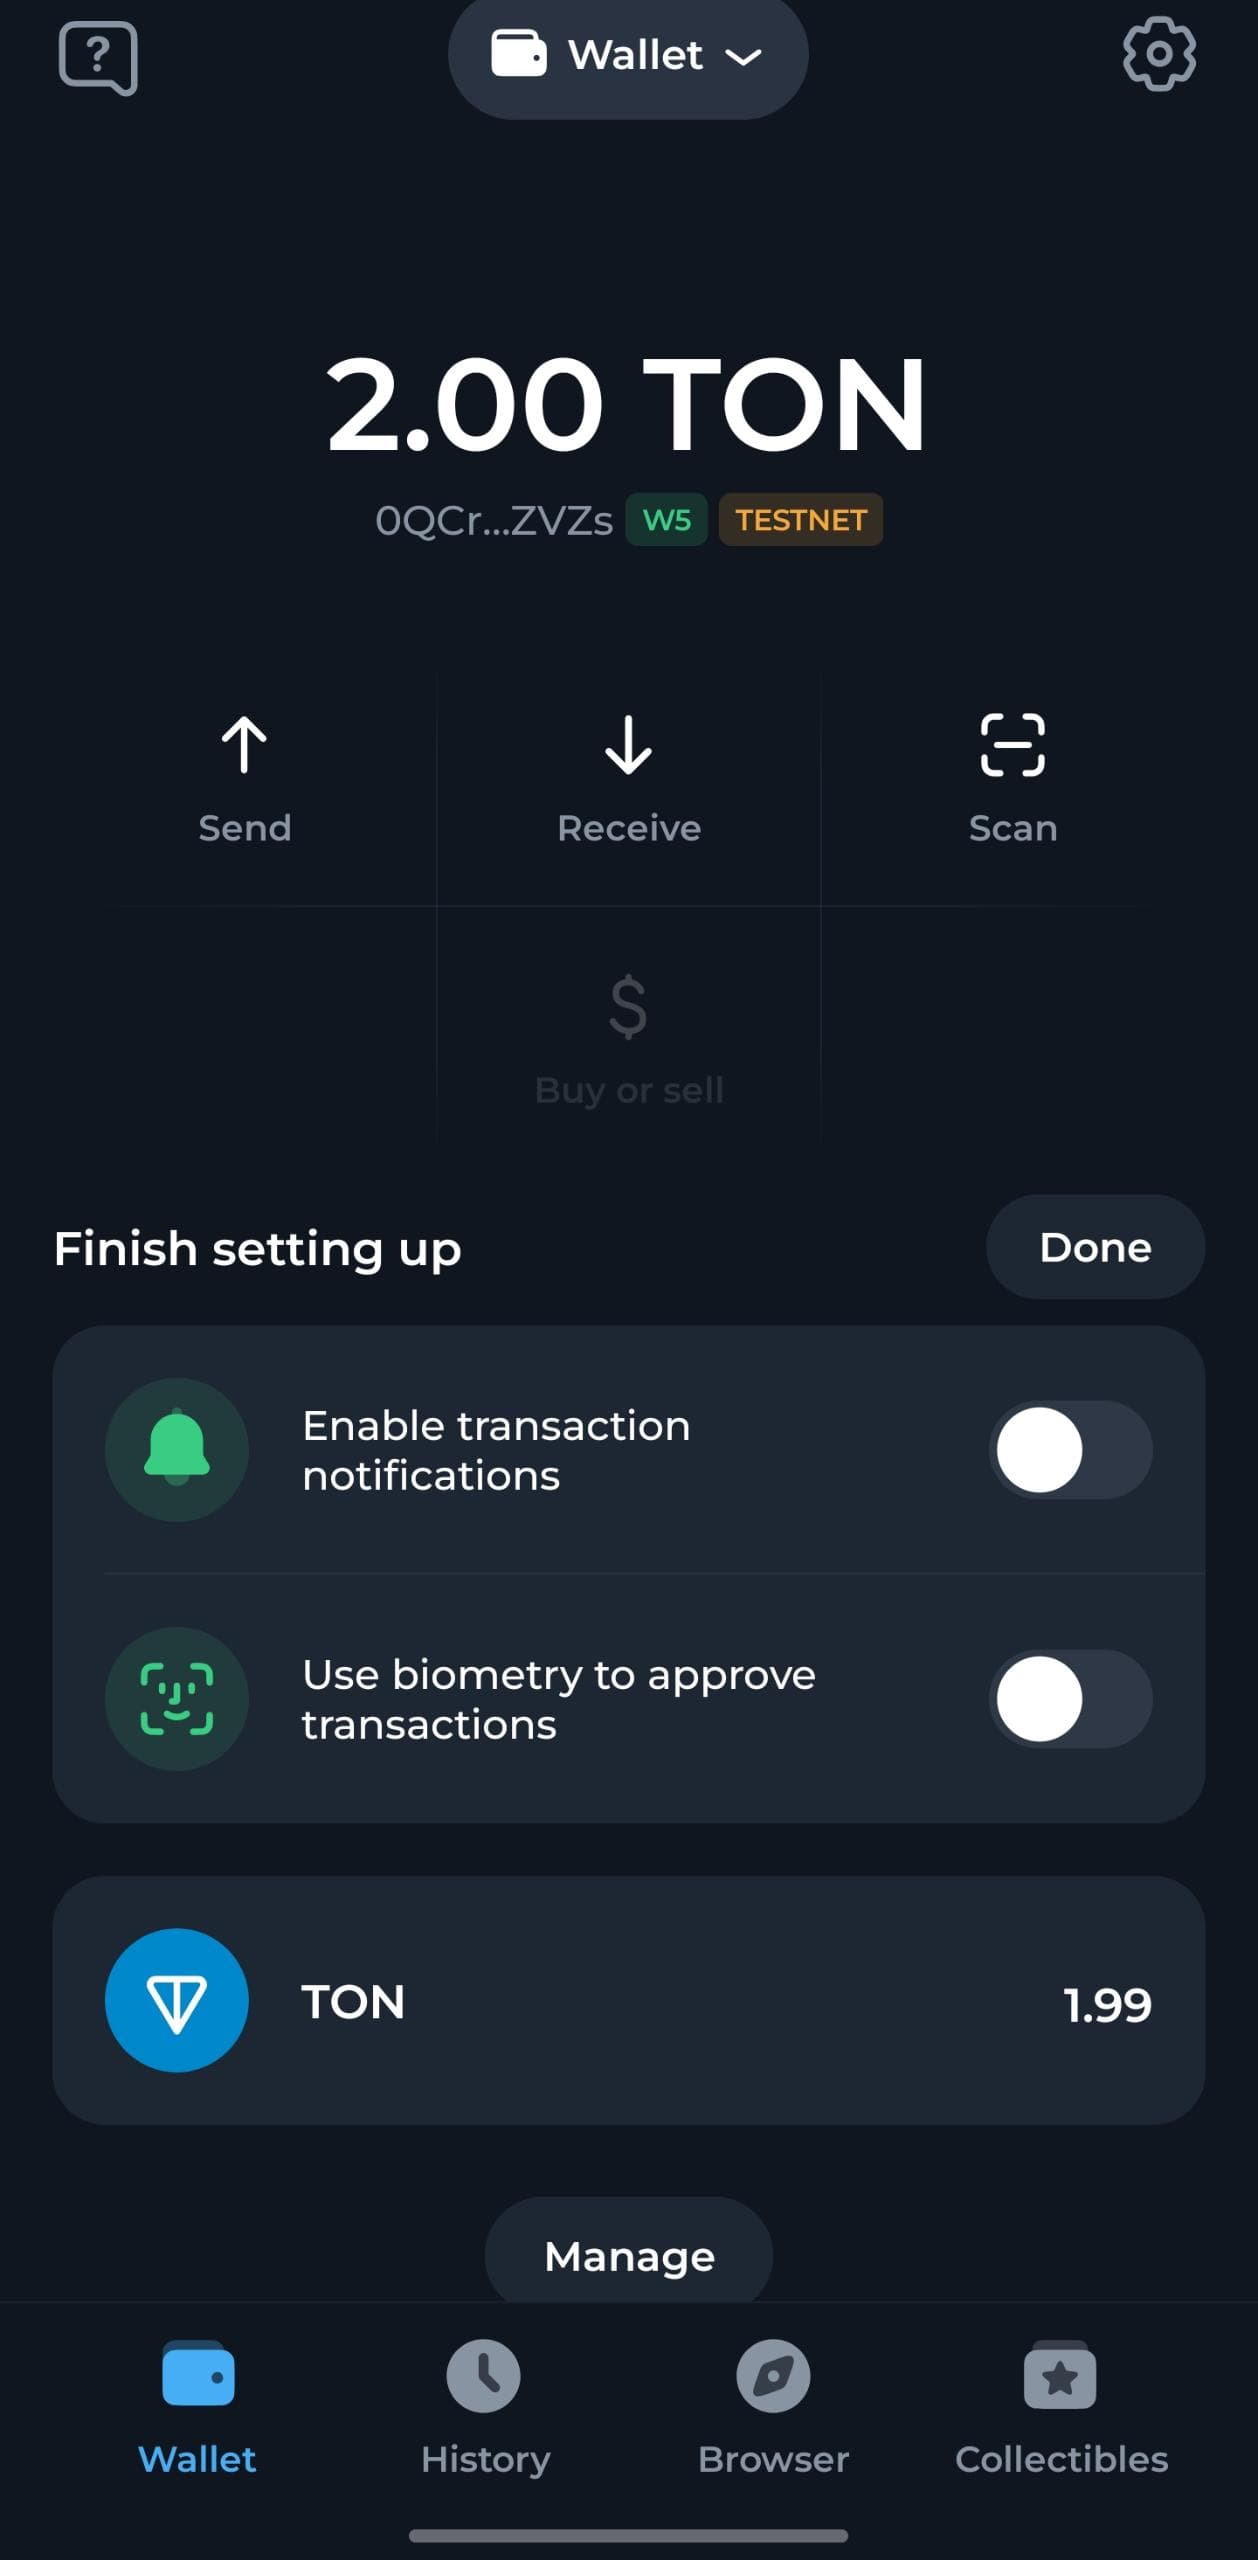 Wallet
2.00 TON
0QCr...ZVZs W5 TESTNET
Send Receive Scan
$
Buy or sell
Finish setting up Done
Enable transaction
notifications
Use biometry to approve
transactions
TON 1.99
Manage
Wallet History Browser Collectibles